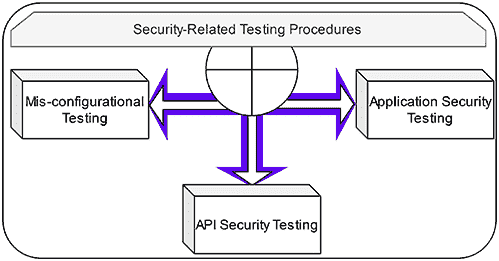 Security-Related Testing Procedures
Mis-configurational
Testing
Application Security
Testing
API Security Testing